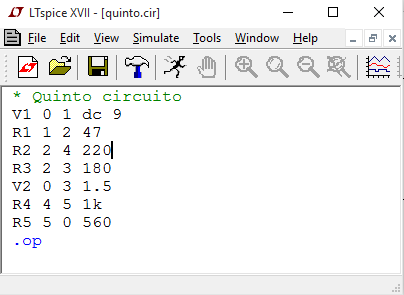 LTspice XVII - [quinto.cir]
File Edit View Simulate Tools Window Help
* Quinto circuito
V1 0 1 dc 9
R1 1 2 47
R2 2 4 220
R3 2 3 180
V2 0 3 1.5
R4 4 5 1k
R5 5 0 560
.op